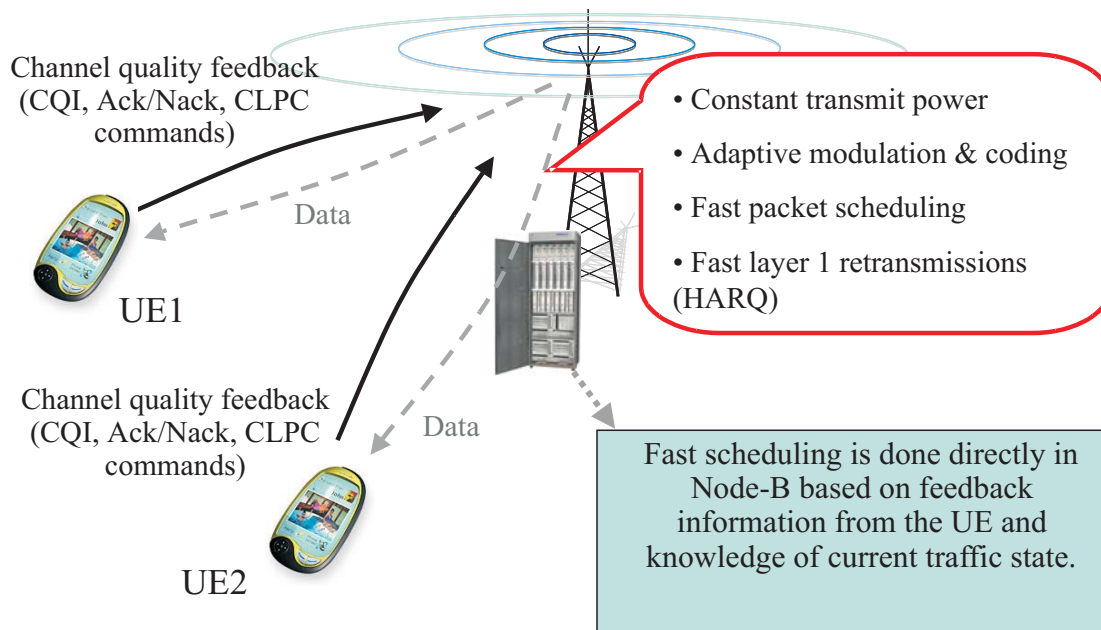 Channel quality feedback
(CQI, Ack/Nack, CLPC
commands)
• Constant transmit power
• Adaptive modulation & coding
• Fast packet scheduling
• Fast layer 1 retransmissions
(HARQ)
Data
UE1
Channel quality feedback
(CQI, Ack/Nack, CLPC
commands)
Data
UE2
Fast scheduling is done directly in
Node-B based on feedback
information from the UE and
knowledge of current traffic state.